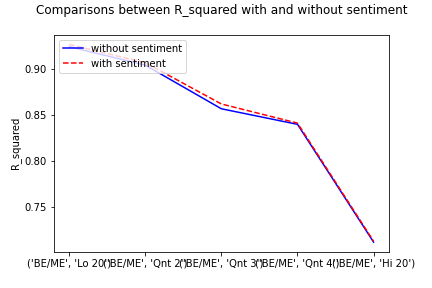 Comparisons between R_squared with and without sentiment
without sentiment
with sentiment
0.90
0.85
0.80
0.75
R_squared
('BE/ME', 'Lo 20') ('BE/ME', 'Qnt 2') ('BE/ME', 'Qnt 3') ('BE/ME', 'Qnt 4') ('BE/ME', 'Hi 20')